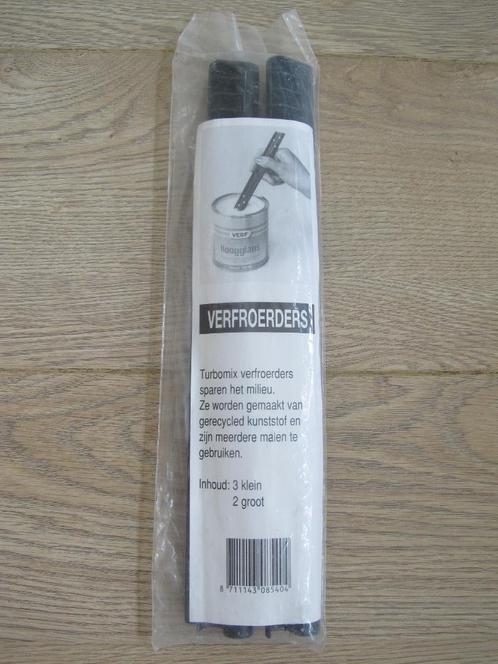 VERF
Hoogglans
VERFROERDERS
Turbomix verfroerders
sparen het milieu.
Ze worden gemaakt van
gerecycled kunststof en
zijn meerdere malen te
gebruiken.
Inhoud: 3 klein
2 groot
8 711143 085404